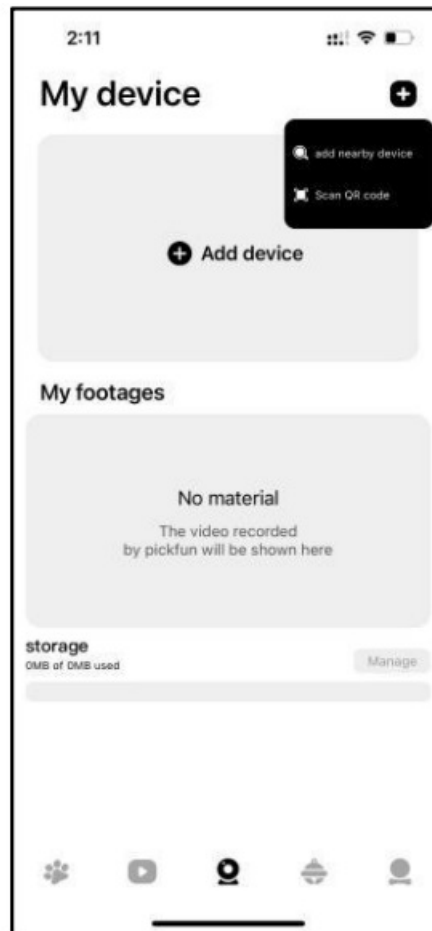 2:11
My device
add nearby device
Scan QR code
Add device
My footages
No material
The video recorded
by pickfun will be shown here
storage
0MB of 0MB used
Manage